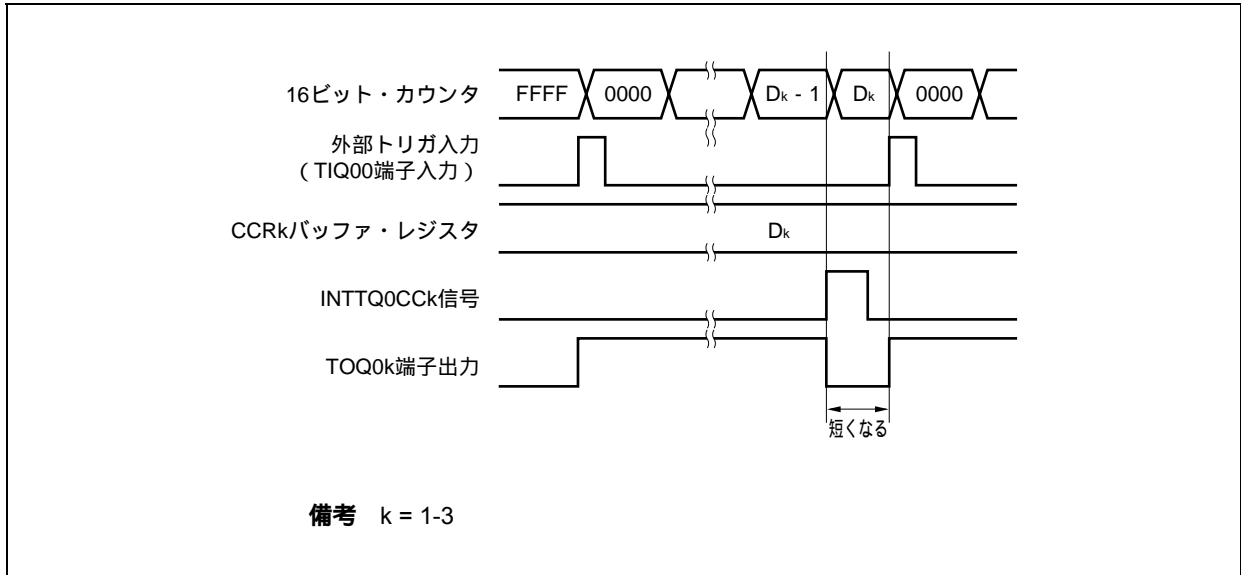 16ビット・カウンタ FFFF 0000 Dk - 1 Dk 0000
外部トリガ入力
（TIQ00端子入力）
CCRkバッファ・レジスタ Dk
INTTQ0CCk信号
TOQ0k端子出力
短くなる
備考 k = 1-3